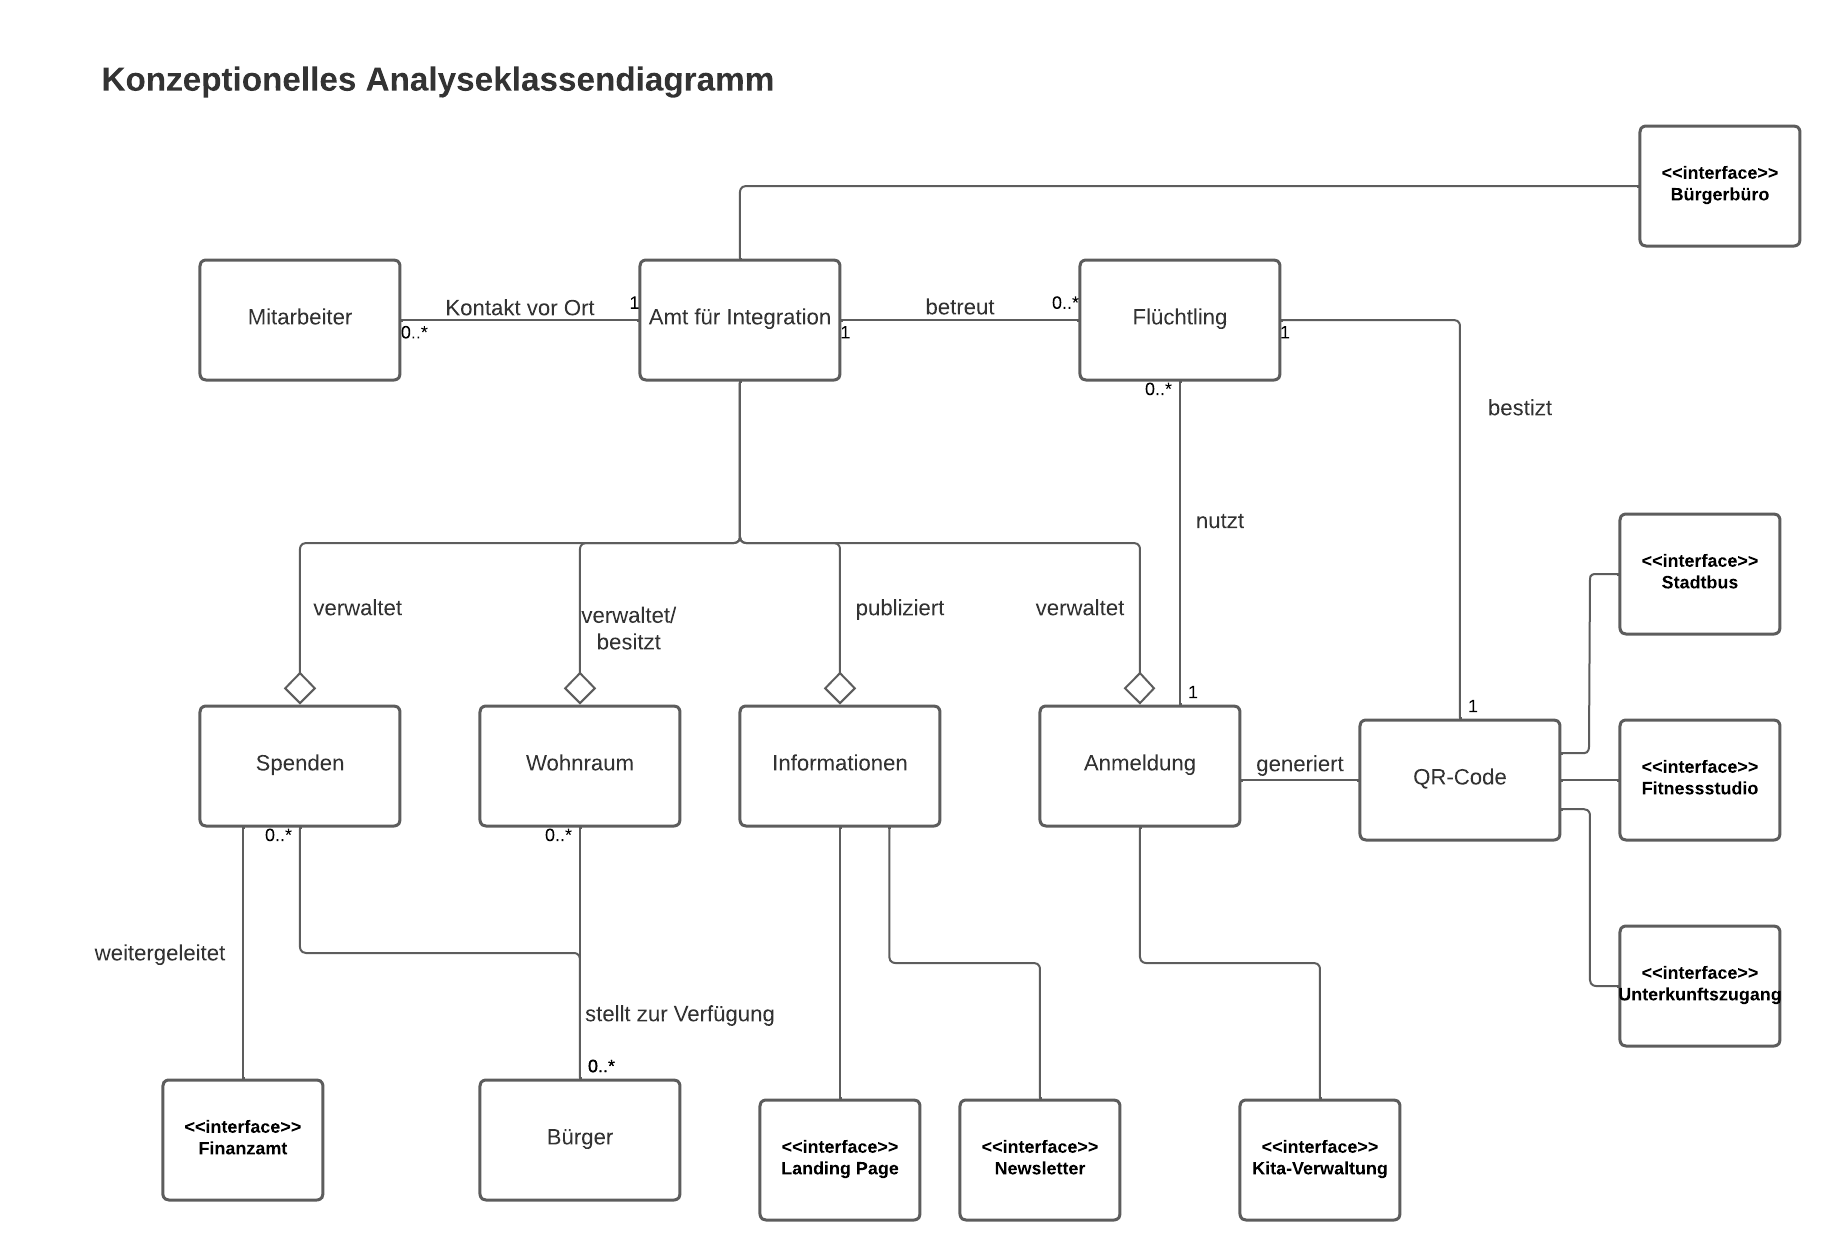 Konzeptionelles Analyseklassendiagramm
<<interface>>
Bürgerbüro
Mitarbeiter
Kontakt vor Ort
0..*
1
Amt für Integration
1
betreut
0..*
Flüchtling
1
0..*
bestizt
nutzt
verwaltet
verwaltet/
besitzt
publiziert
verwaltet
1
1
<<interface>>
Stadtbus
Spenden
Wohnraum
Informationen
Anmeldung
generiert
QR-Code
<<interface>>
Fitnessstudio
0..*
0..*
weitergeleitet
stellt zur Verfügung
0..*
<<interface>>
Unterkunftszugang
<<interface>>
Finanzamt
Bürger
<<interface>>
Landing Page
<<interface>>
Newsletter
<<interface>>
Kita-Verwaltung